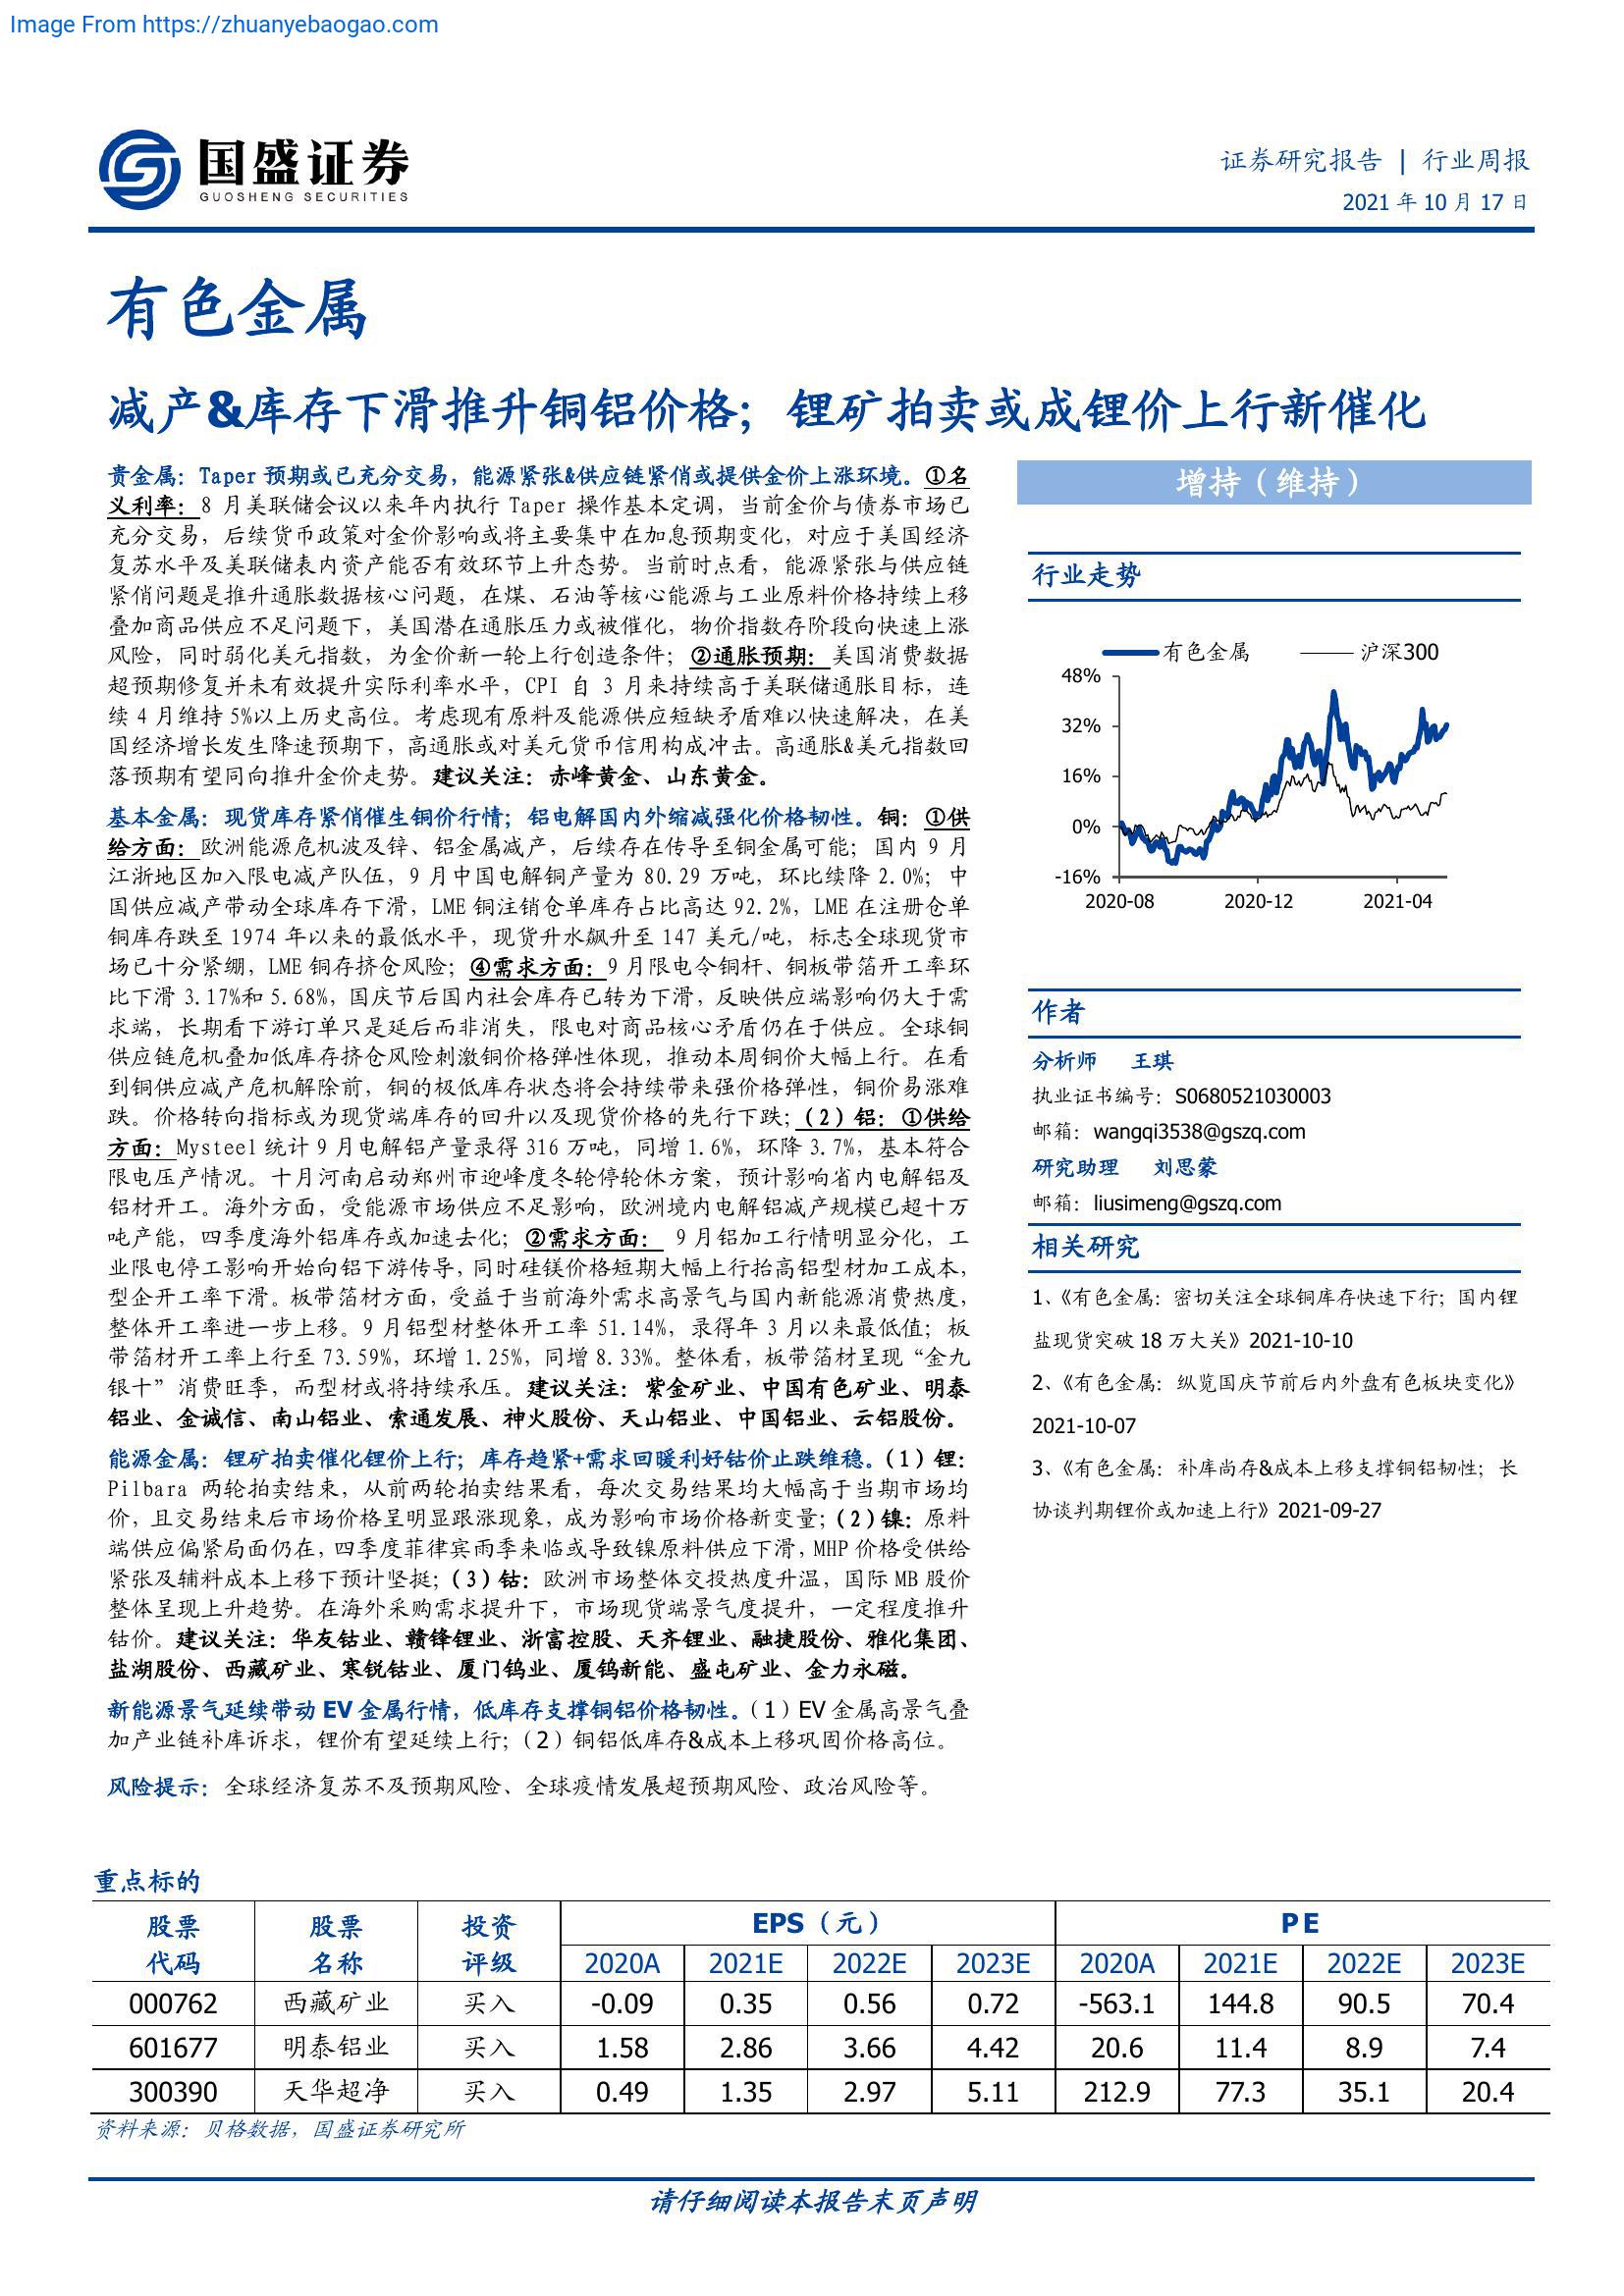 Image From https://zhuanyebaogao.com
国盛证券
GUOSHENG SECURITIES
证券研究报告 | 行业周报
2021 年 10 月 17 日
有色金属
减产&库存下滑推升铜铝价格；锂矿拍卖或成锂价上行新催化
贵金属：Taper 预期或已充分交易，能源紧张&供应链紧俏或提供金价上涨环境。①名
义利率：8 月美联储会议以来年内执行 Taper 操作基本定调，当前金价与债券市场已
充分交易，后续货币政策对金价影响或将主要集中在加息预期变化，对应于美国经济
复苏水平及美联储表内资产能否有效环节上升态势。当前时点看，能源紧张与供应链
紧俏问题是推升通胀数据核心问题，在煤、石油等核心能源与工业原料价格持续上移
叠加商品供应不足问题下，美国潜在通胀压力或被催化，物价指数存阶段向快速上涨
风险，同时弱化美元指数，为金价新一轮上行创造条件；②通胀预期：美国消费数据
超预期修复并未有效提升实际利率水平，CPI 自 3 月来持续高于美联储通胀目标，连
续 4 月维持 5%以上历史高位。考虑现有原料及能源供应短缺矛盾难以快速解决，在美
国经济增长发生降速预期下，高通胀或对美元货币信用构成冲击。高通胀&美元指数回
落预期有望同向推升金价走势。建议关注：赤峰黄金、山东黄金。
基本金属：现货库存紧俏催生铜价行情；铝电解国内外缩减强化价格韧性。铜：①供
给方面：欧洲能源危机波及锌、铝金属减产，后续存在传导至铜金属可能；国内 9 月
江浙地区加入限电减产队伍，9 月中国电解铜产量为 80.29 万吨，环比续降 2.0%；中
国供应减产带动全球库存下滑，LME 铜注销仓单库存占比高达 92.2%，LME 在注册仓单
铜库存跌至 1974 年以来的最低水平，现货升水飙升至 147 美元/吨，标志全球现货市
场已十分紧绷，LME 铜存挤仓风险；④需求方面：9 月限电令铜杆、铜板带箔开工率环
比下滑 3.17%和 5.68%，国庆节后国内社会库存已转为下滑，反映供应端影响仍大于需
求端，长期看下游订单只是延后而非消失，限电对商品核心矛盾仍在于供应。全球铜
供应链危机叠加低库存挤仓风险刺激铜价格弹性体现，推动本周铜价大幅上行。在看
到铜供应减产危机解除前，铜的极低库存状态将会持续带来强价格弹性，铜价易涨难
跌。价格转向指标或为现货端库存的回升以及现货价格的先行下跌；（2）铝：①供给
方面：Mysteel 统计 9 月电解铝产量录得 316 万吨，同增 1.6%，环降 3.7%，基本符合
限电压产情况。十月河南启动郑州市迎峰度冬轮停轮休方案，预计影响省内电解铝及
铝材开工。海外方面，受能源市场供应不足影响，欧洲境内电解铝减产规模已超十万
吨产能，四季度海外铝库存或加速去化；②需求方面： 9 月铝加工行情明显分化，工
业限电停工影响开始向铝下游传导，同时硅镁价格短期大幅上行抬高铝型材加工成本，
型企开工率下滑。板带箔材方面，受益于当前海外需求高景气与国内新能源消费热度，
整体开工率进一步上移。9 月铝型材整体开工率 51.14%，录得年 3 月以来最低值；板
带箔材开工率上行至 73.59%，环增 1.25%，同增 8.33%。整体看，板带箔材呈现“金九
银十”消费旺季，而型材或将持续承压。建议关注：紫金矿业、中国有色矿业、明泰
铝业、金诚信、南山铝业、索通发展、神火股份、天山铝业、中国铝业、云铝股份。
能源金属：锂矿拍卖催化锂价上行；库存趋紧+需求回暖利好钴价止跌维稳。（1）锂：
Pilbara 两轮拍卖结束，从前两轮拍卖结果看，每次交易结果均大幅高于当期市场均
价，且交易结束后市场价格呈明显跟涨现象，成为影响市场价格新变量；（2）镍：原料
端供应偏紧局面仍在，四季度菲律宾雨季来临或导致镍原料供应下滑，MHP 价格受供给
紧张及辅料成本上移下预计坚挺；（3）钴：欧洲市场整体交投热度升温，国际 MB 股价
整体呈现上升趋势。在海外采购需求提升下，市场现货端景气度提升，一定程度推升
钴价。建议关注：华友钴业、赣锋锂业、浙富控股、天齐锂业、融捷股份、雅化集团、
盐湖股份、西藏矿业、寒锐钴业、厦门钨业、厦钨新能、盛屯矿业、金力永磁。
新能源景气延续带动 EV 金属行情，低库存支撑铜铝价格韧性。（1）EV 金属高景气叠
加产业链补库诉求，锂价有望延续上行；（2）铜铝低库存&成本上移巩固价格高位。
风险提示：全球经济复苏不及预期风险、全球疫情发展超预期风险、政治风险等。
增持（维持）
行业走势
有色金属 沪深300
48%
32%
16%
0%
-16%
2020-08 2020-12 2021-04
作者
分析师 王琪
执业证书编号：S0680521030003
邮箱：wangqi3538@gszq.com
研究助理 刘思蒙
邮箱：liusimeng@gszq.com
相关研究
1、《有色金属：密切关注全球铜库存快速下行；国内锂
盐现货突破 18 万大关》2021-10-10
2、《有色金属：纵览国庆节前后内外盘有色板块变化》
2021-10-07
3、《有色金属：补库尚存&成本上移支撑铜铝韧性；长
协谈判期锂价或加速上行》2021-09-27
重点标的
股票 股票 投资 EPS（元） PE
代码 名称 评级 2020A 2021E 2022E 2023E 2020A 2021E 2022E 2023E
000762 西藏矿业 买入 -0.09 0.35 0.56 0.72 -563.1 144.8 90.5 70.4
601677 明泰铝业 买入 1.58 2.86 3.66 4.42 20.6 11.4 8.9 7.4
300390 天华超净 买入 0.49 1.35 2.97 5.11 212.9 77.3 35.1 20.4
资料来源：贝格数据，国盛证券研究所
请仔细阅读本报告末页声明